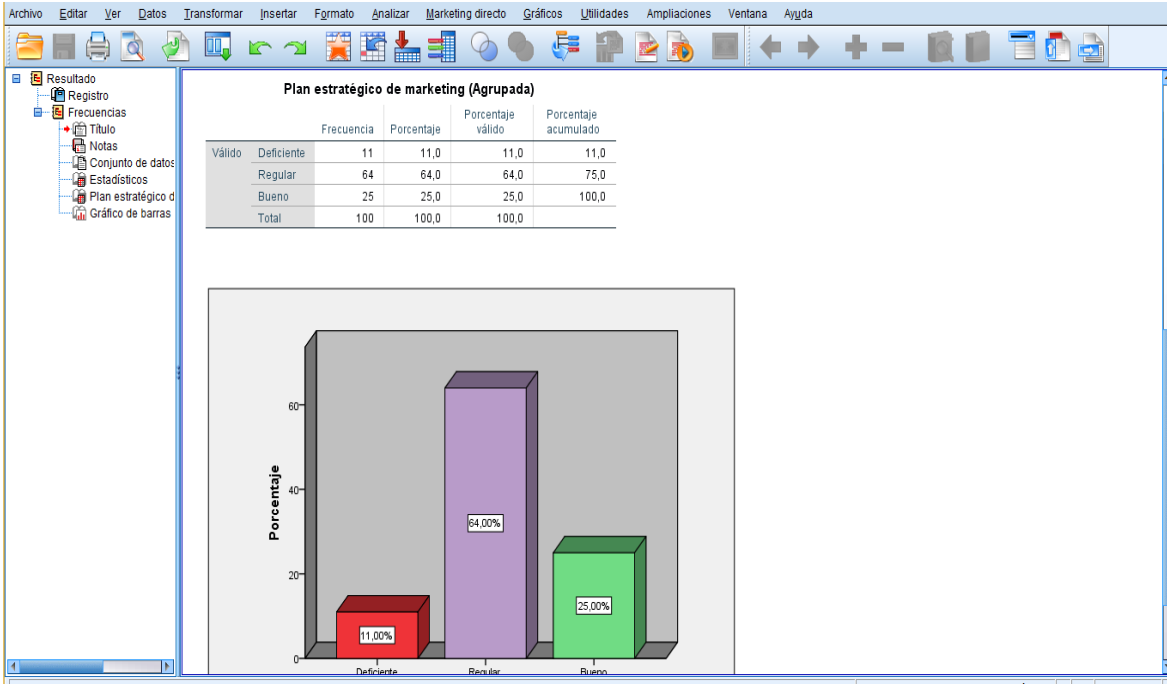 Archivo Editar Ver Datos Transformar Insertar Formato Analizar Marketing directo Gráficos Utilidades Ampliaciones Ventana Ayuda
Resultado
Registro
Frecuencias
Título
Notas
Conjunto de datos
Estadísticos
Plan estratégico d
Gráfico de barras
Plan estratégico de marketing (Agrupada)
Frecuencia Porcentaje Porcentaje válido Porcentaje acumulado
Válido Deficiente 11 11,0 11,0 11,0
Regular 64 64,0 64,0 75,0
Bueno 25 25,0 25,0 100,0
Total 100 100,0 100,0
Porcentaje
60
40
20
0
64,00%
25,00%
11,00%
Deficiente Regular Bueno